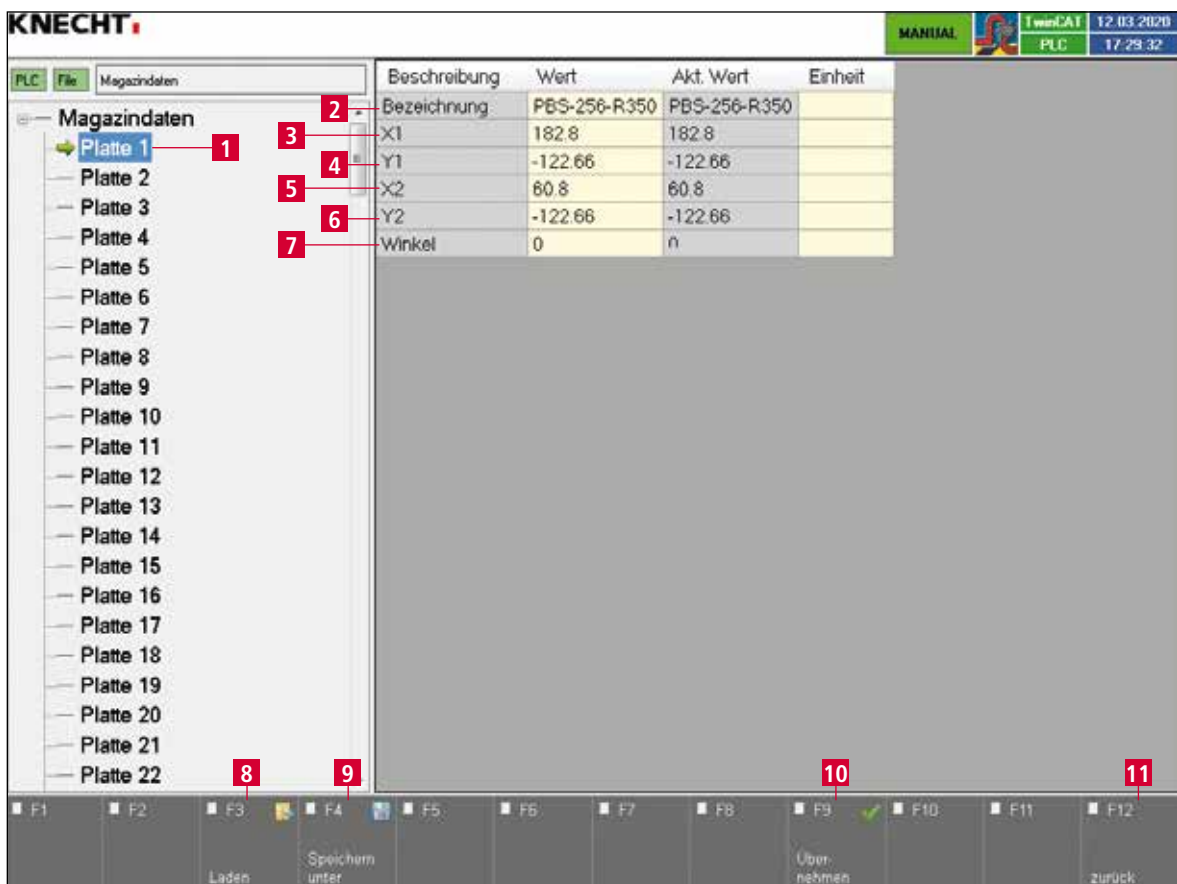 KNECHT
MANUAL
TwinCAT 12.03.2020
PLC 17:29:32
PLC File Magazindaten
Beschreibung Wert Akt. Wert Einheit
2 Bezeichnung PBS-256-R350 PBS-256-R350
3 X1 182.8 182.8
4 Y1 -122.66 -122.66
5 X2 60.8 60.8
6 Y2 -122.66 -122.66
7 Winkel 0 0
Magazindaten
Platte 1 1
Platte 2
Platte 3
Platte 4
Platte 5
Platte 6
Platte 7
Platte 8
Platte 9
Platte 10
Platte 11
Platte 12
Platte 13
Platte 14
Platte 15
Platte 16
Platte 17
Platte 18
Platte 19
Platte 20
Platte 21
Platte 22
8 9 10 11
F1 F2 F3 F4 F5 F6 F7 F8 F9 F10 F11 F12
Laden
Speichern
unter
Über-
nehmen
zurück